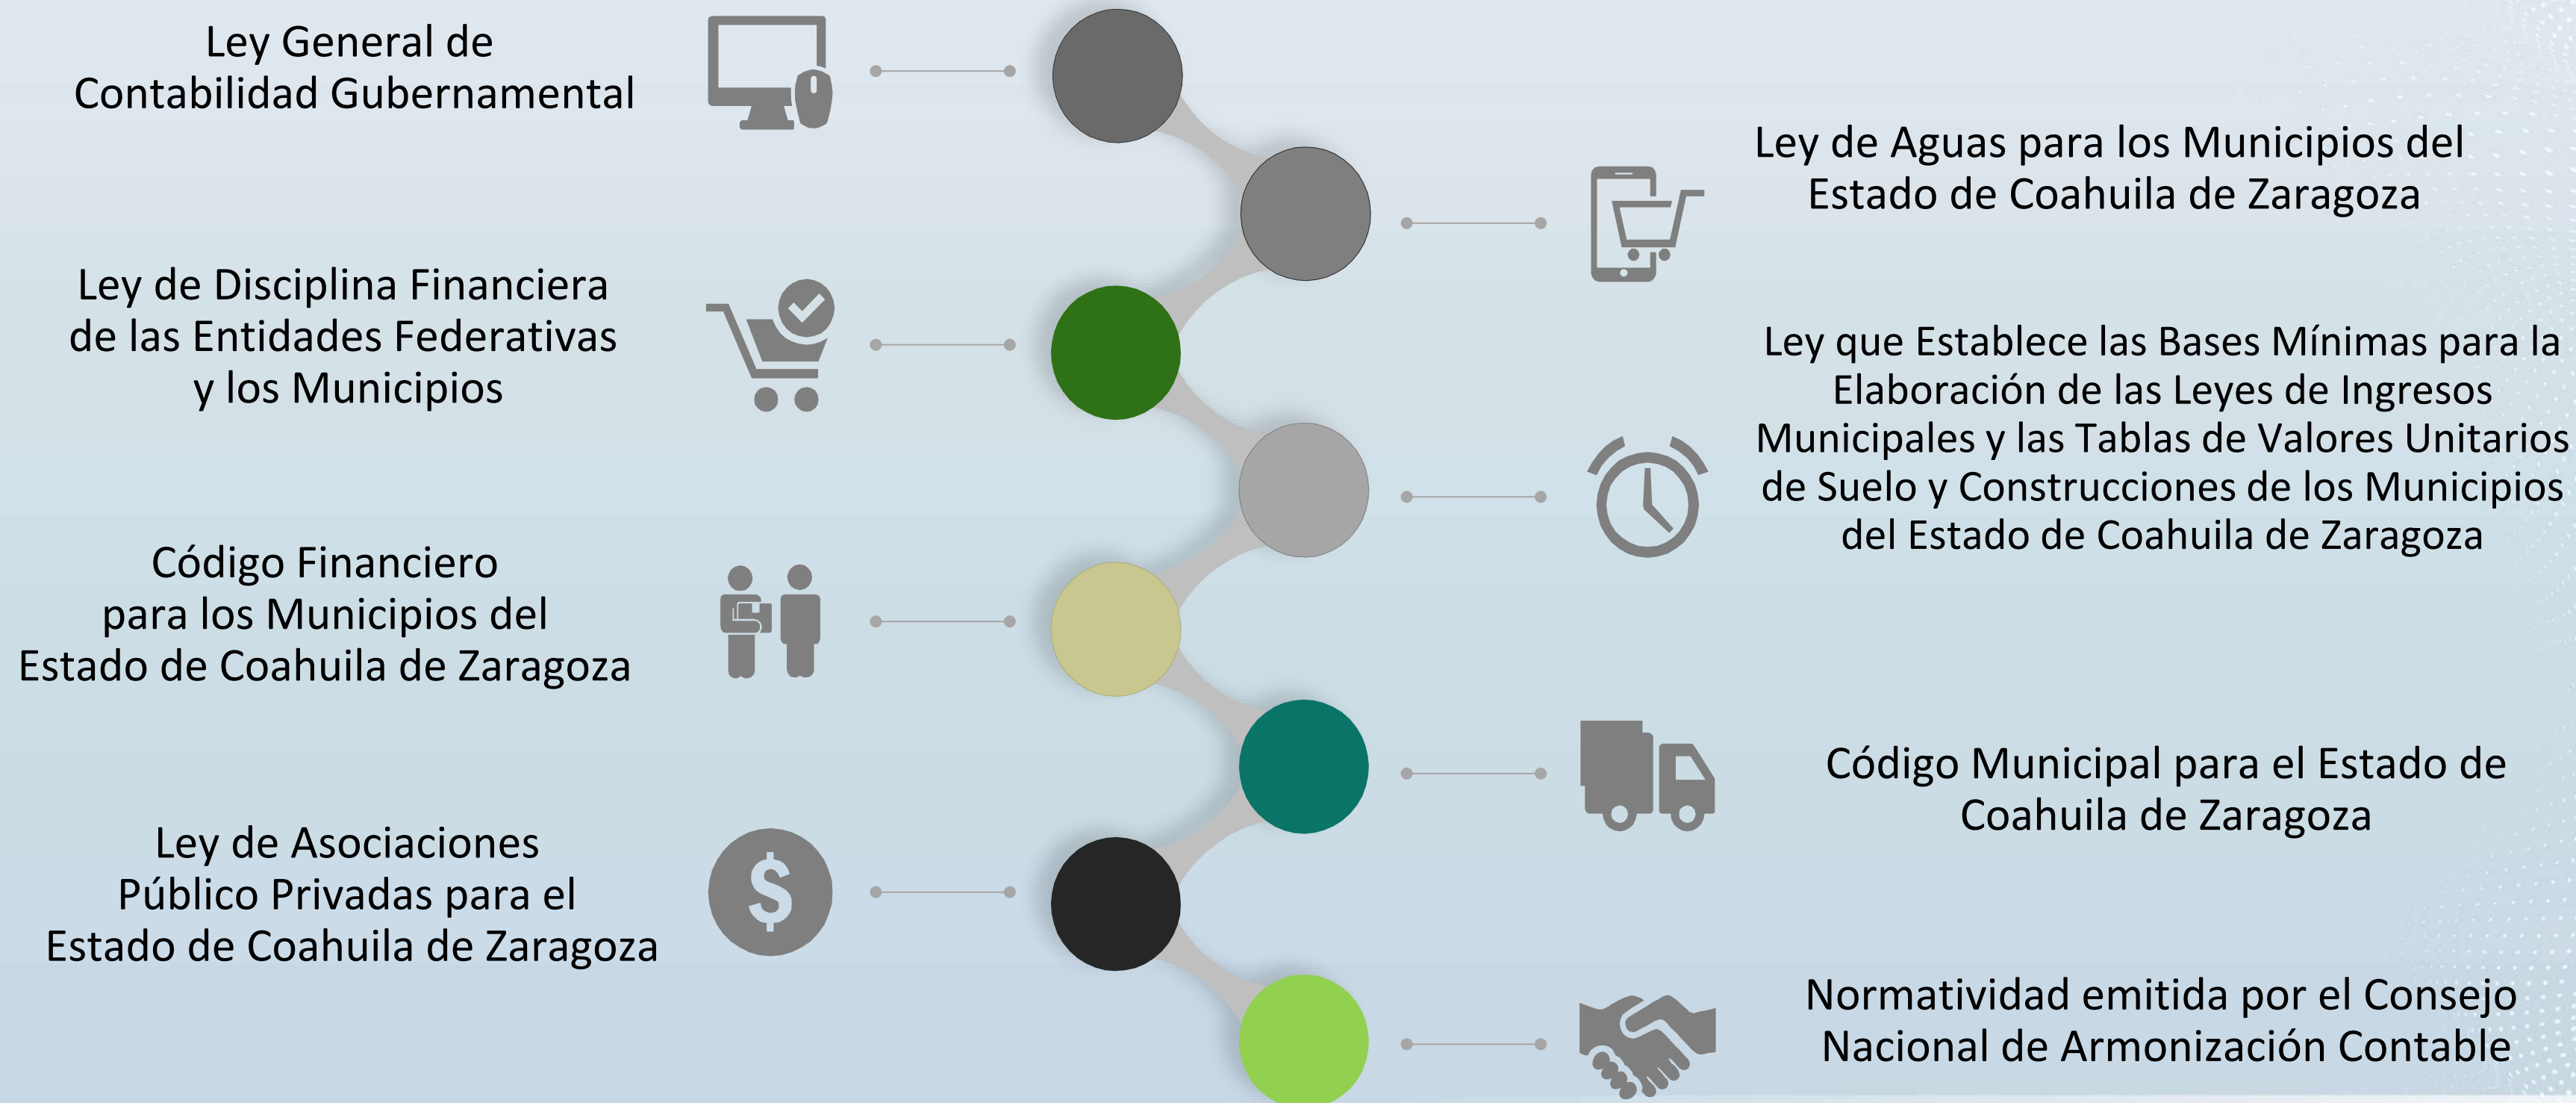 Ley General de
Contabilidad Gubernamental
Ley de Aguas para los Municipios del
Estado de Coahuila de Zaragoza
Ley de Disciplina Financiera
de las Entidades Federativas
y los Municipios
Ley que Establece las Bases Mínimas para la
Elaboración de las Leyes de Ingresos
Municipales y las Tablas de Valores Unitarios
de Suelo y Construcciones de los Municipios
del Estado de Coahuila de Zaragoza
Código Financiero
para los Municipios del
Estado de Coahuila de Zaragoza
Código Municipal para el Estado de
Coahuila de Zaragoza
Ley de Asociaciones
Público Privadas para el
Estado de Coahuila de Zaragoza
$
Normatividad emitida por el Consejo
Nacional de Armonización Contable